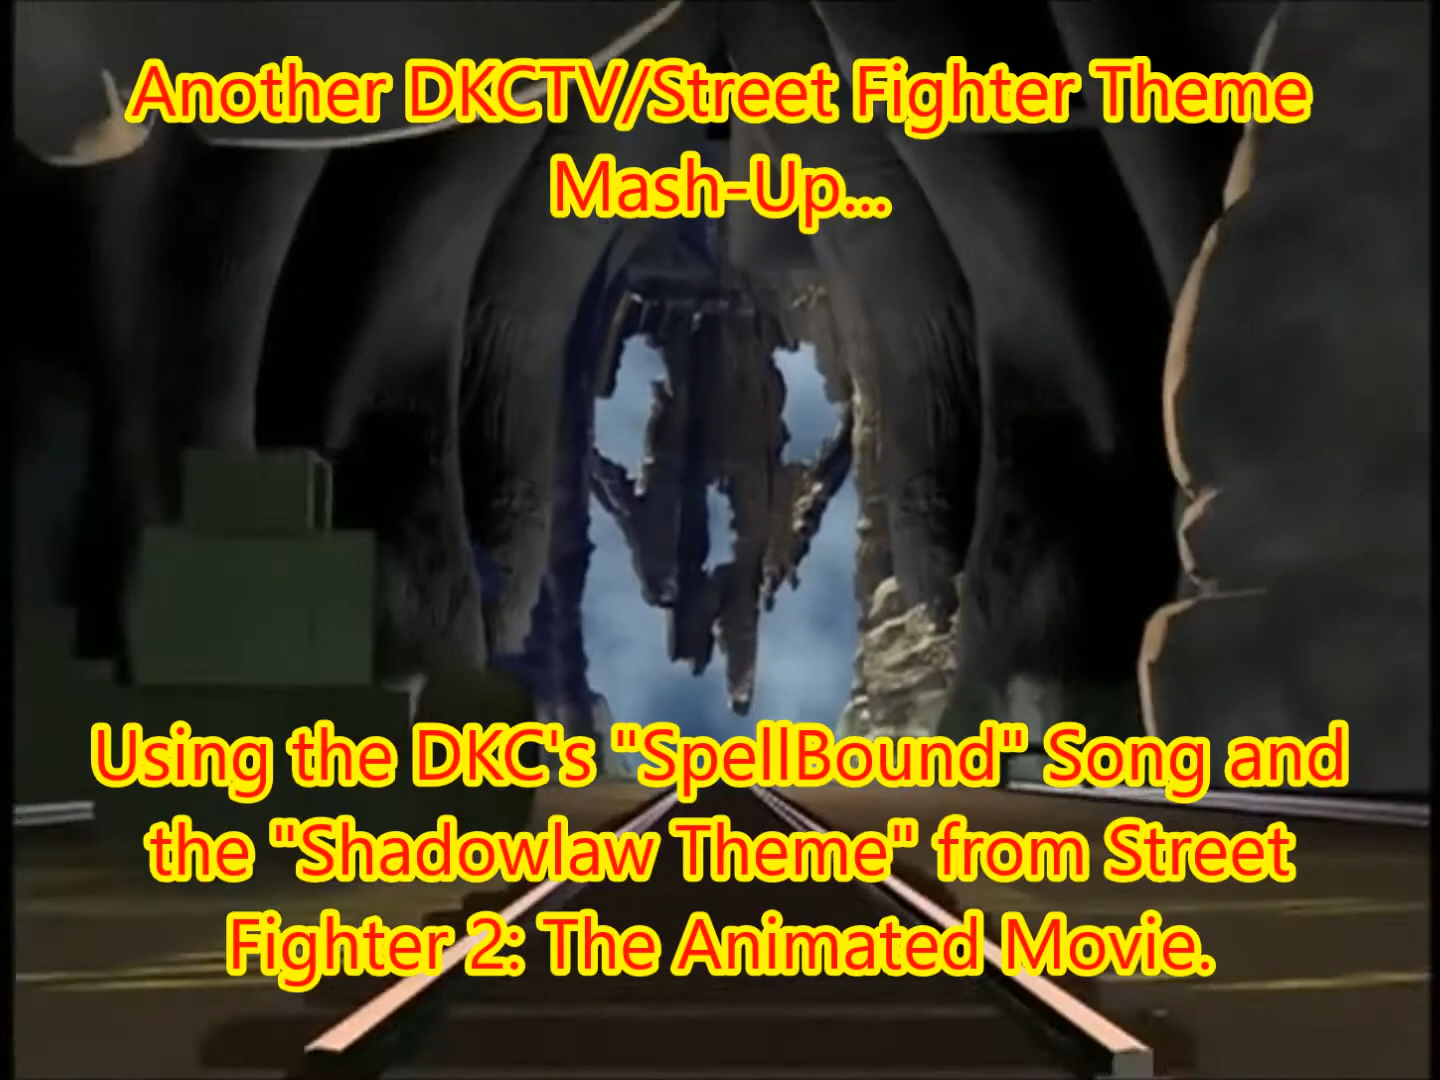 Another DKCTV/Street Fighter Theme
Mash-Up...
Using the DKC's "SpellBound" Song and
the "Shadowlaw Theme" from Street
Fighter 2: The Animated Movie.